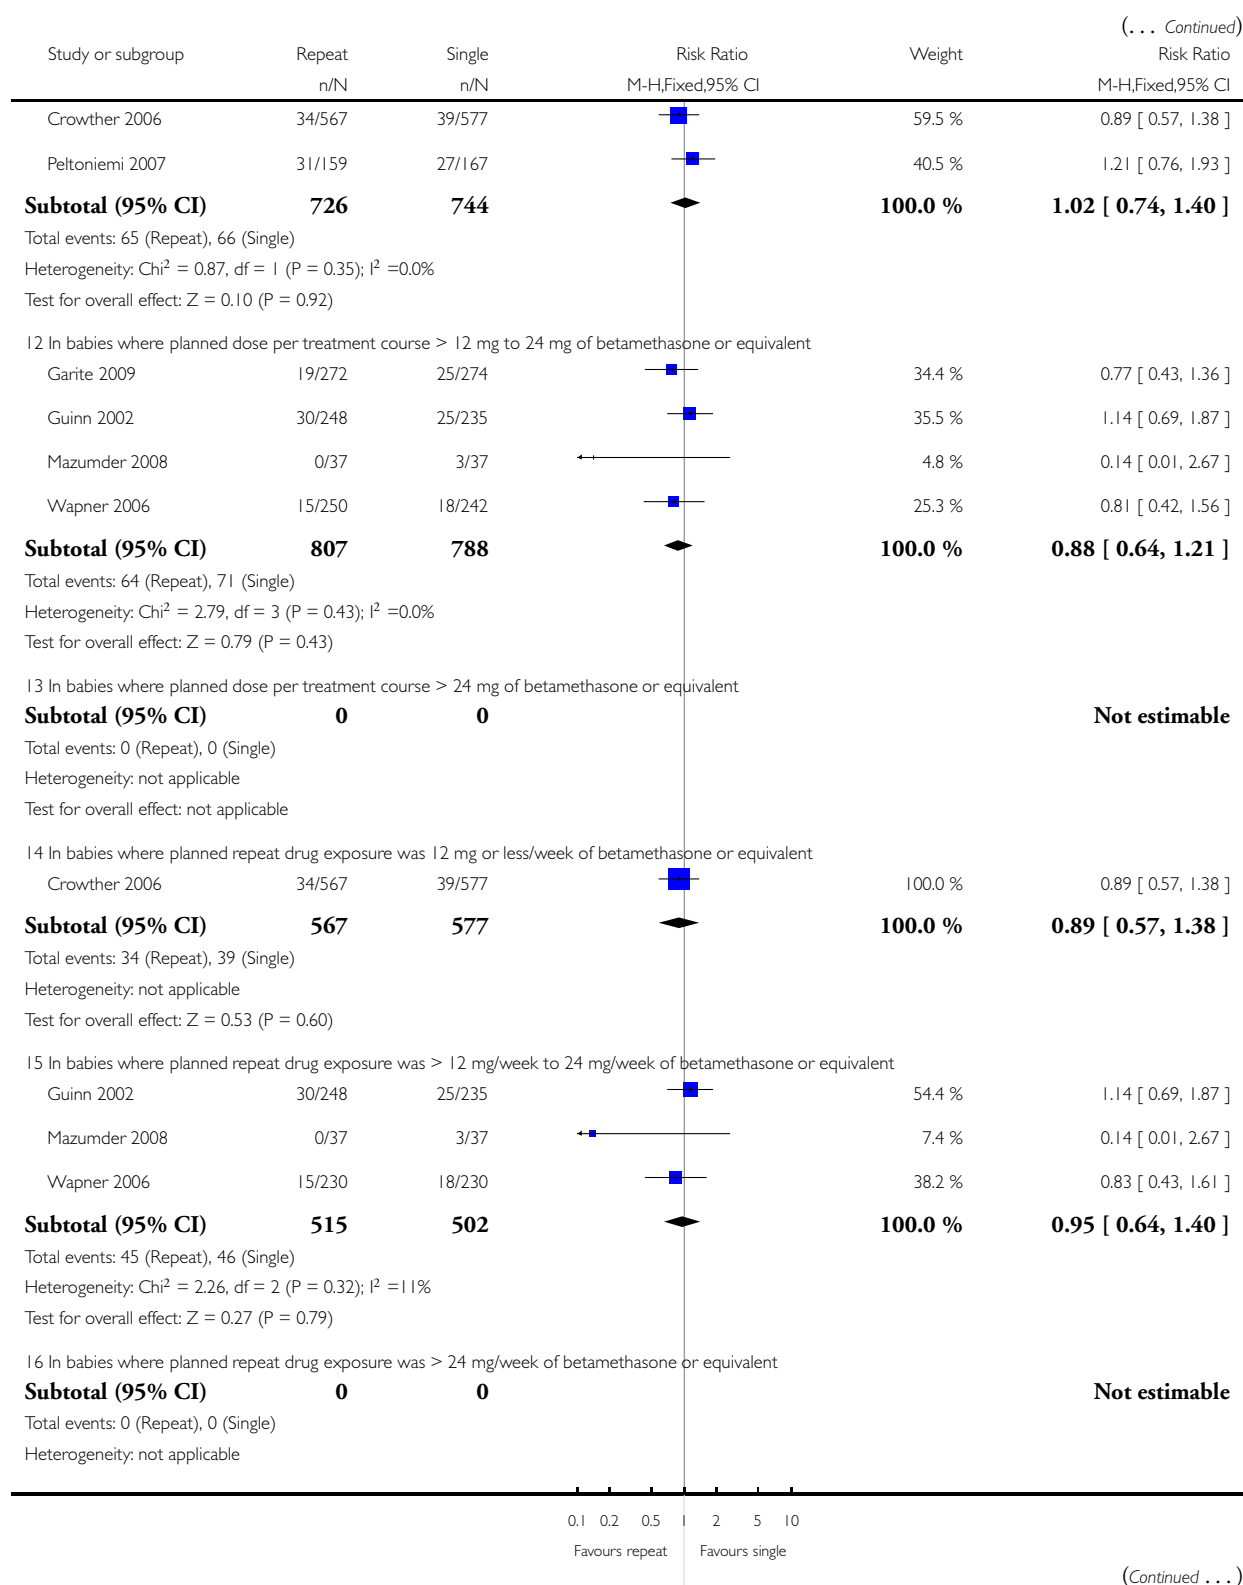 (... Continued)
Study or subgroup Repeat Single Risk Ratio Weight Risk Ratio
n/N n/N M-H,Fixed,95% CI M-H,Fixed,95% CI
Crowther 2006 34/567 39/577 59.5 % 0.89 [ 0.57, 1.38 ]
Peltoniemi 2007 31/159 27/167 40.5 % 1.21 [ 0.76, 1.93 ]
Subtotal (95% CI) 726 744 100.0 % 1.02 [ 0.74, 1.40 ]
Total events: 65 (Repeat), 66 (Single)
Heterogeneity: Chi² = 0.87, df = 1 (P = 0.35); I² =0.0%
Test for overall effect: Z = 0.10 (P = 0.92)
12 In babies where planned dose per treatment course > 12 mg to 24 mg of betamethasone or equivalent
Garite 2009 19/272 25/274 34.4 % 0.77 [ 0.43, 1.36 ]
Guinn 2002 30/248 25/235 35.5 % 1.14 [ 0.69, 1.87 ]
Mazumder 2008 0/37 3/37 4.8 % 0.14 [ 0.01, 2.67 ]
Wapner 2006 15/250 18/242 25.3 % 0.81 [ 0.42, 1.56 ]
Subtotal (95% CI) 807 788 100.0 % 0.88 [ 0.64, 1.21 ]
Total events: 64 (Repeat), 71 (Single)
Heterogeneity: Chi² = 2.79, df = 3 (P = 0.43); I² =0.0%
Test for overall effect: Z = 0.79 (P = 0.43)
13 In babies where planned dose per treatment course > 24 mg of betamethasone or equivalent
Subtotal (95% CI) 0 0 Not estimable
Total events: 0 (Repeat), 0 (Single)
Heterogeneity: not applicable
Test for overall effect: not applicable
14 In babies where planned repeat drug exposure was 12 mg or less/week of betamethasone or equivalent
Crowther 2006 34/567 39/577 100.0 % 0.89 [ 0.57, 1.38 ]
Subtotal (95% CI) 567 577 100.0 % 0.89 [ 0.57, 1.38 ]
Total events: 34 (Repeat), 39 (Single)
Heterogeneity: not applicable
Test for overall effect: Z = 0.53 (P = 0.60)
15 In babies where planned repeat drug exposure was > 12 mg/week to 24 mg/week of betamethasone or equivalent
Guinn 2002 30/248 25/235 54.4 % 1.14 [ 0.69, 1.87 ]
Mazumder 2008 0/37 3/37 7.4 % 0.14 [ 0.01, 2.67 ]
Wapner 2006 15/230 18/230 38.2 % 0.83 [ 0.43, 1.61 ]
Subtotal (95% CI) 515 502 100.0 % 0.95 [ 0.64, 1.40 ]
Total events: 45 (Repeat), 46 (Single)
Heterogeneity: Chi² = 2.26, df = 2 (P = 0.32); I² =11%
Test for overall effect: Z = 0.27 (P = 0.79)
16 In babies where planned repeat drug exposure was > 24 mg/week of betamethasone or equivalent
Subtotal (95% CI) 0 0 Not estimable
Total events: 0 (Repeat), 0 (Single)
Heterogeneity: not applicable
0.1 0.2 0.5 1 2 5 10
Favours repeat Favours single
(Continued ...)